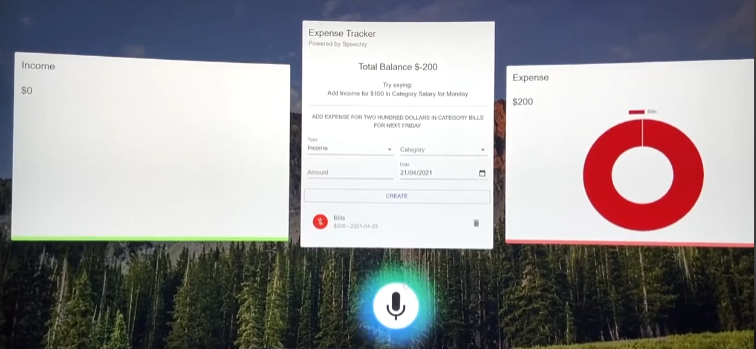 Income
$0
Expense Tracker
Powered by Speechly
Total Balance $-200
Try saying:
Add Income for $100 in Category Salary for Monday
ADD EXPENSE FOR TWO HUNDRED DOLLARS IN CATEGORY BILLS
FOR NEXT FRIDAY
Type
Income
Category
Amount
Date
21/04/2021
CREATE
Bills
$200 - 2021-04-23
Expense
$200
Bills